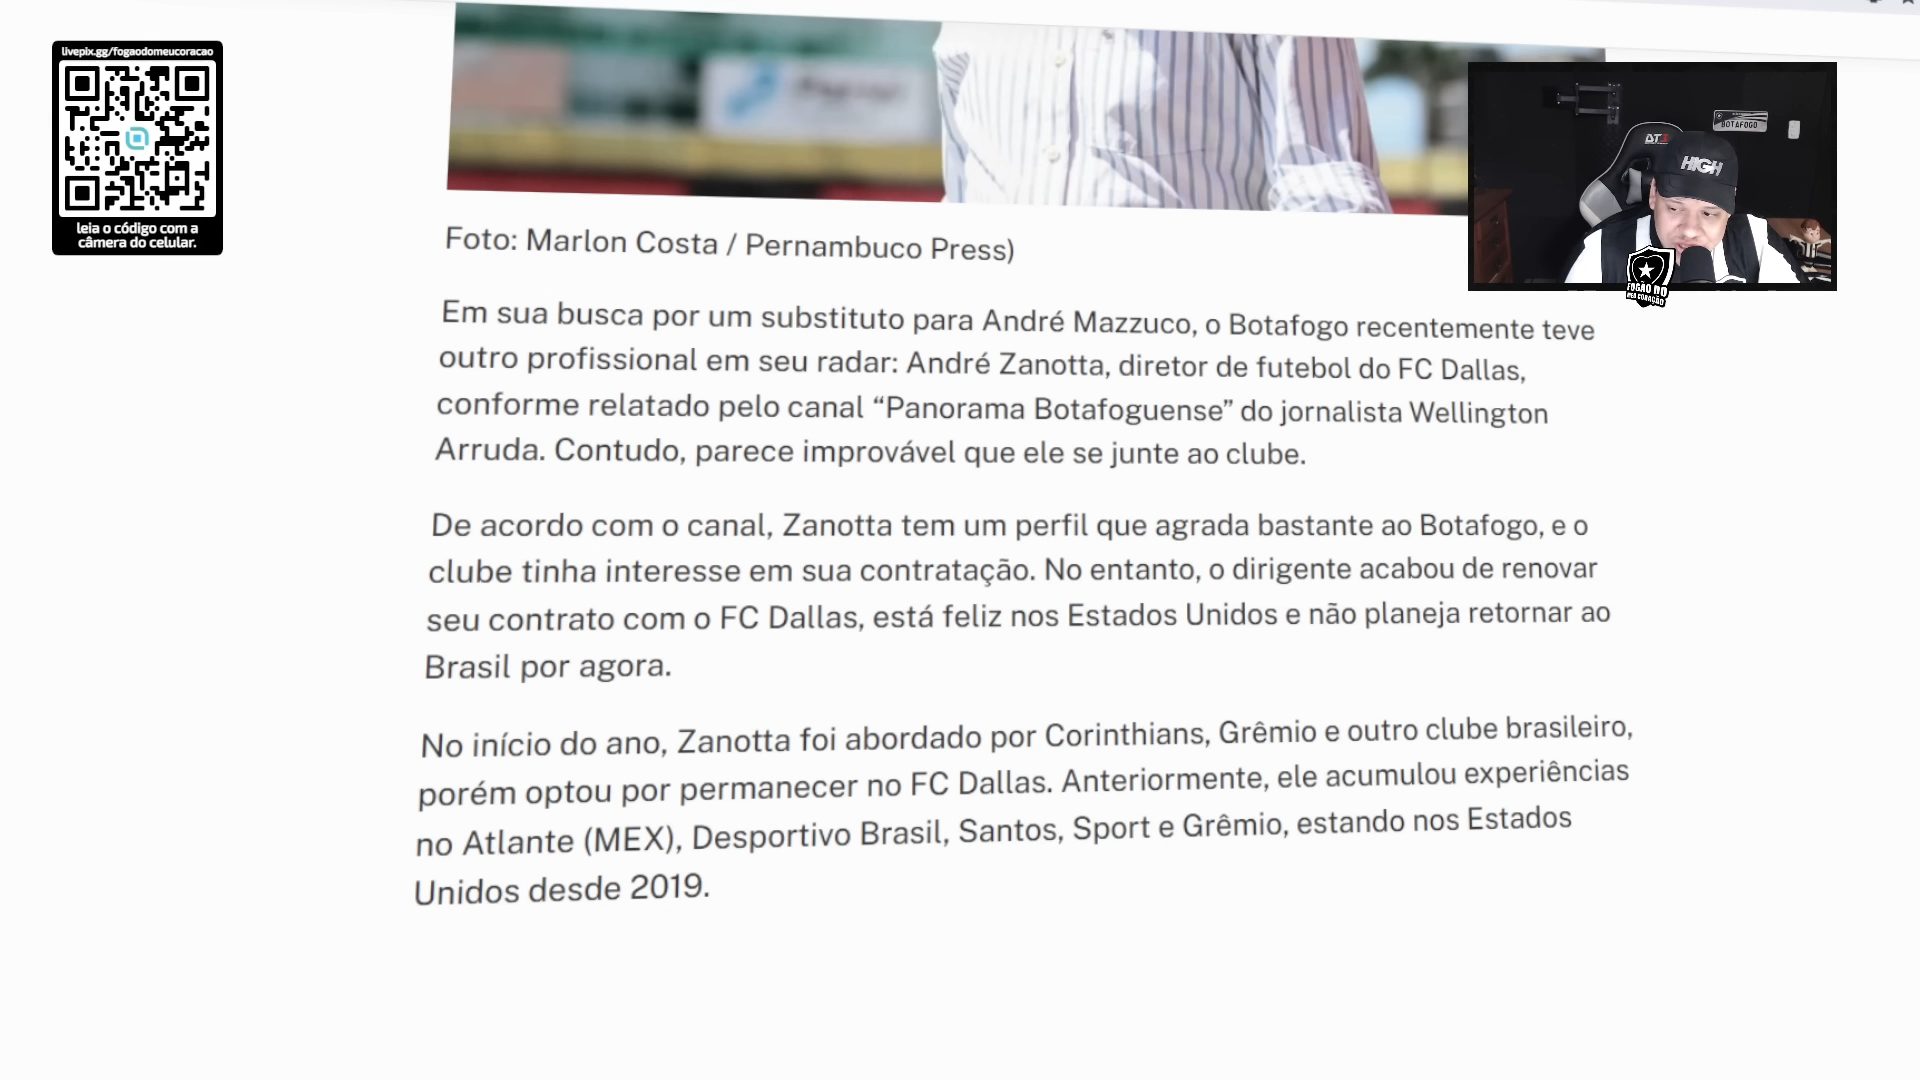 livepix.gg/fogaodomeucoracao
leia o código com a
câmera do celular.
BOTAFOGO
HIGH
FOGÃO DO
MEU CORAÇÃO
Foto: Marlon Costa / Pernambuco Press)
Em sua busca por um substituto para André Mazzuco, o Botafogo recentemente teve
outro profissional em seu radar: André Zanotta, diretor de futebol do FC Dallas,
conforme relatado pelo canal “Panorama Botafoguense” do jornalista Wellington
Arruda. Contudo, parece improvável que ele se junte ao clube.
De acordo com o canal, Zanotta tem um perfil que agrada bastante ao Botafogo, e o
clube tinha interesse em sua contratação. No entanto, o dirigente acabou de renovar
seu contrato com o FC Dallas, está feliz nos Estados Unidos e não planeja retornar ao
Brasil por agora.
No início do ano, Zanotta foi abordado por Corinthians, Grêmio e outro clube brasileiro,
porém optou por permanecer no FC Dallas. Anteriormente, ele acumulou experiências
no Atlante (MEX), Desportivo Brasil, Santos, Sport e Grêmio, estando nos Estados
Unidos desde 2019.